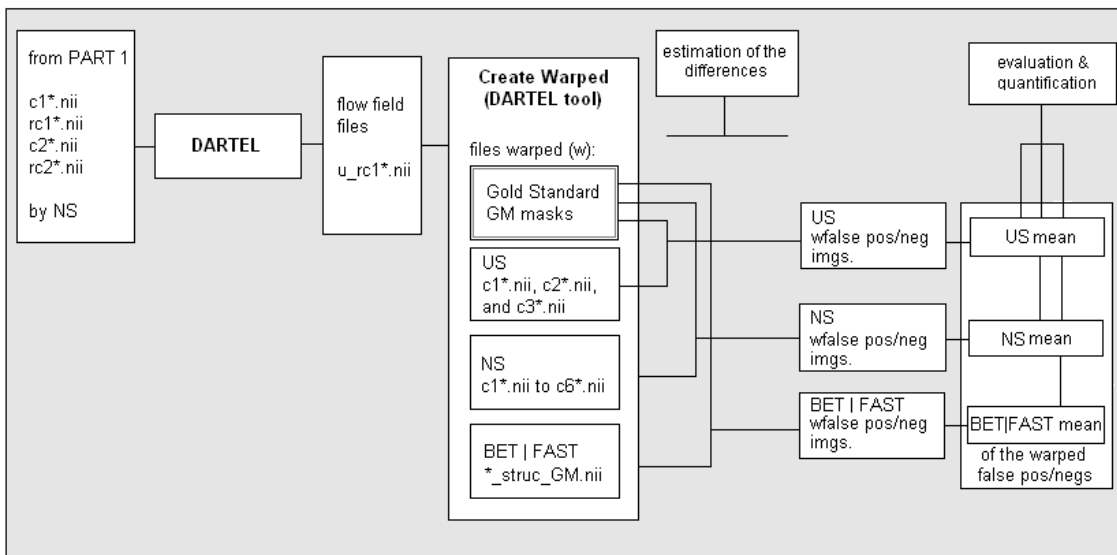 from PART 1
c1*.nii
rc1*.nii
c2*.nii
rc2*.nii
by NS
DARTEL
flow field
files
u_rc1*.nii
Create Warped
(DARTEL tool)
files warped (w):
Gold Standard
GM masks
US
c1*.nii, c2*.nii,
and c3*.nii
NS
c1*.nii to c6*.nii
BET | FAST
*_struc_GM.nii
estimation of the
differences
US
wfalse pos/neg
imgs.
NS
wfalse pos/neg
imgs.
BET | FAST
wfalse pos/neg
imgs.
evaluation &
quantification
US mean
NS mean
BET|FAST mean
of the warped
false pos/negs